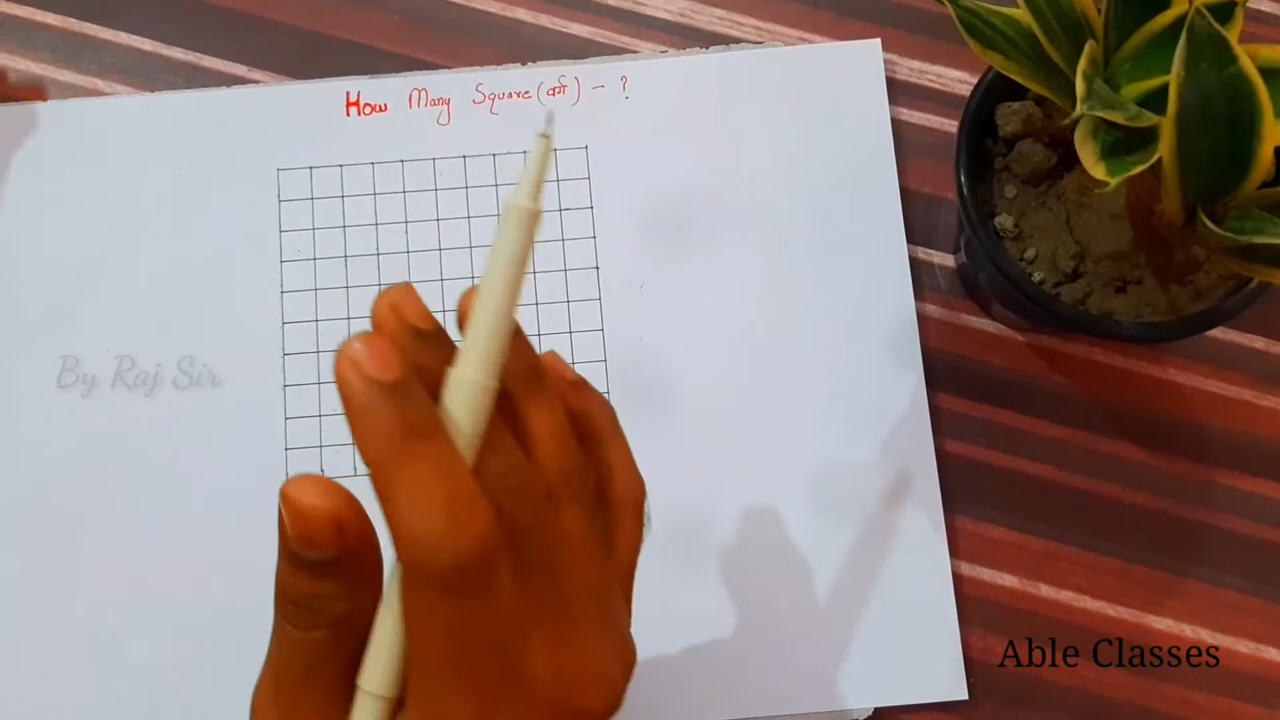 How Many Square (वर्ग) - ?
By Raj Sir
Able Classes